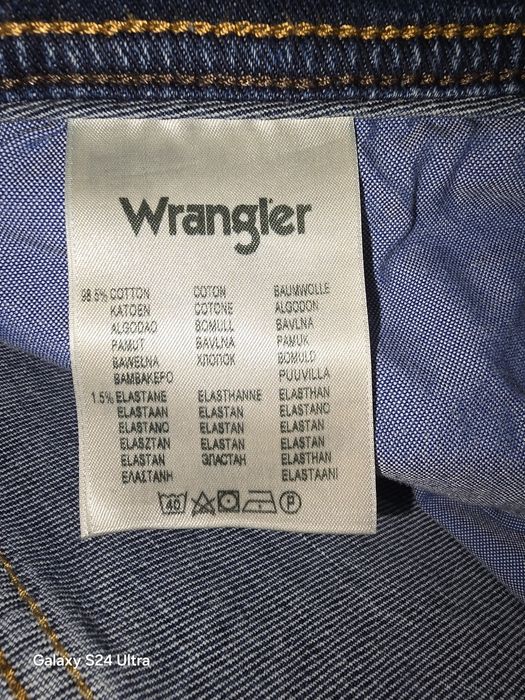 Wrangler
98.5% COTTON COTON BAUMWOLLE
KATOEN COTONE ALGODON
ALGODAO BOMULL BAVLNA
PAMUT BAVLNA PAMUK
BAWEŁNA ХЛОПОК BOMULD
ΒΑΜΒΑΚΕΡΟ PUUVILLA
1.5% ELASTANE ELASTHANNE ELASTHAN
ELASTAAN ELASTAN ELASTANO
ELASTANO ELASTAN ELASTAN
ELASZTAN ELASTAN ELASTAN
ELASTAN ЭЛАСТАН ELASTHAN
ΕΛΑΣΤΑΝΗ ELASTAANI
40 P
Galaxy S24 Ultra